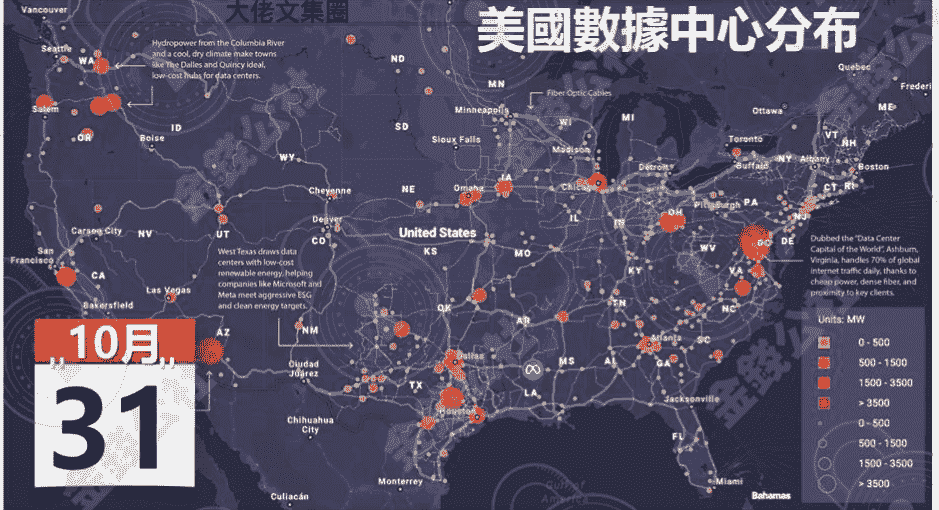 大佬文集圈
美國數據中心分布
Vancouver
Seattle
WA
Hydropower from the Columbia River
and a cool, dry climate make towns
like The Dalles and Quincy ideal,
low-cost hubs for data centers.
ND
MN
Fiber Optic Cables
Quebec
Frederi
Salem
OR
Boise
ID
SD
Minneapolis
WI
MI
Ottawa
ME
Sioux Falls
Madison
Toronto
VT
NH
WY
Detroit
Buffalo
NY
Albany
Boston
Cheyenne
NE
Omaha
IA
Chicago
CT
RI
Pittsburgh
PA
NJ
Carson City
NV
UT
Denver
CO
United States
IL
IN
OH
DC
DE
San
Francisco
CA
KS
MO
WV
VA
KY
West Texas draws data
centers with low-cost
renewable energy, helping
companies like Microsoft and
Meta meet aggressive ESG
and clean energy targets.
Dubbed the "Data Center
Capital of the World", Ashburn,
Virginia, handles 70% of global
internet traffic daily, thanks to
cheap power, dense fiber, and
proximity to key clients.
Las Vegas
Bakersfield
OK
TN
NC
AR
AZ
NM
Atlanta
SC
Dallas
MS
AL
GA
Ciudad
Juárez
TX
LA
Jacksonville
Houston
Chihuahua
City
FL
Monterrey
Miami
Culiacán
Gulf of
America
Bahamas
Units: MW
0 - 500
500 - 1500
1500 - 3500
> 3500
0 - 500
500 - 1500
1500 - 3500
> 3500
10月
31